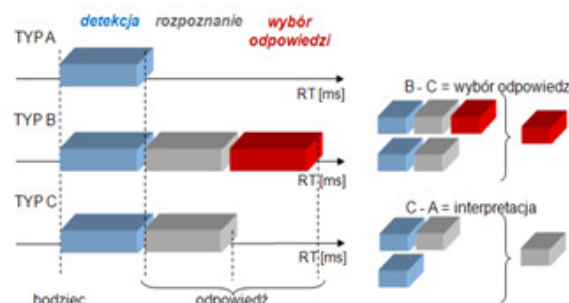 detekcja rozpoznanie wybór
odpowiedzi
TYP A
RT [ms]
TYP B
RT [ms]
TYP C
RT [ms]
bodziec odpowiedź
B - C = wybór odpowiedz
C - A = interpretacja